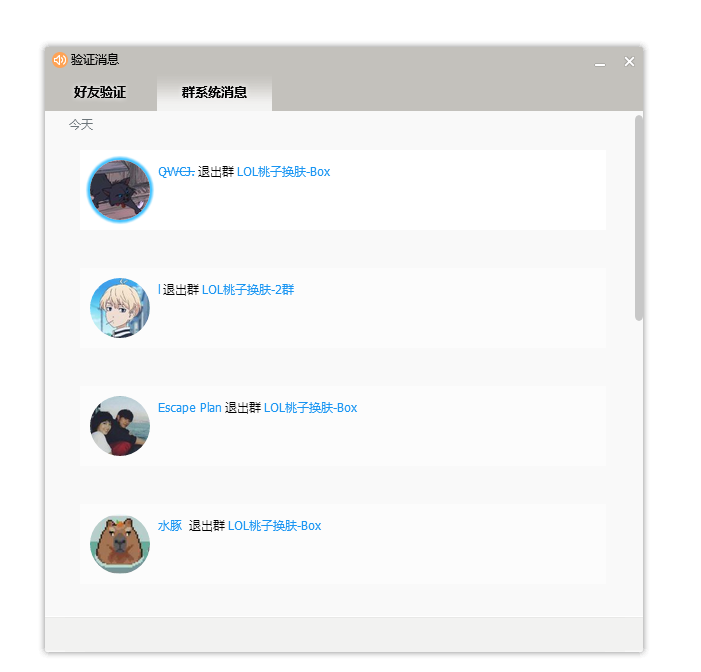 验证消息
好友验证 群系统消息
今天
QWCJ. 退出群 LOL桃子换肤-Box
l 退出群 LOL桃子换肤-2群
Escape Plan 退出群 LOL桃子换肤-Box
水豚 退出群 LOL桃子换肤-Box